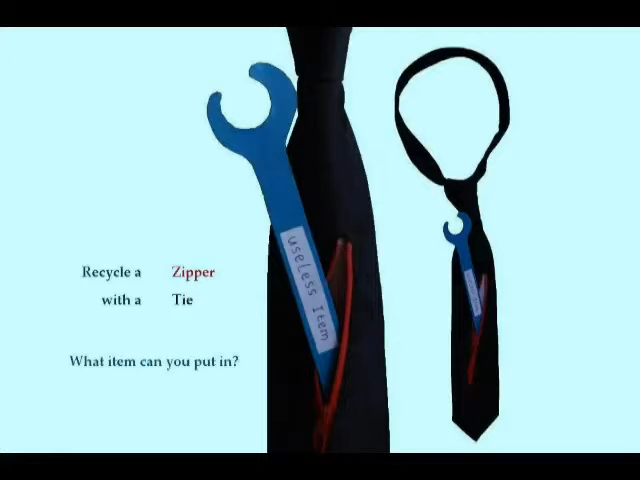 Recycle a Zipper
with a Tie
What item can you put in?
useless Item